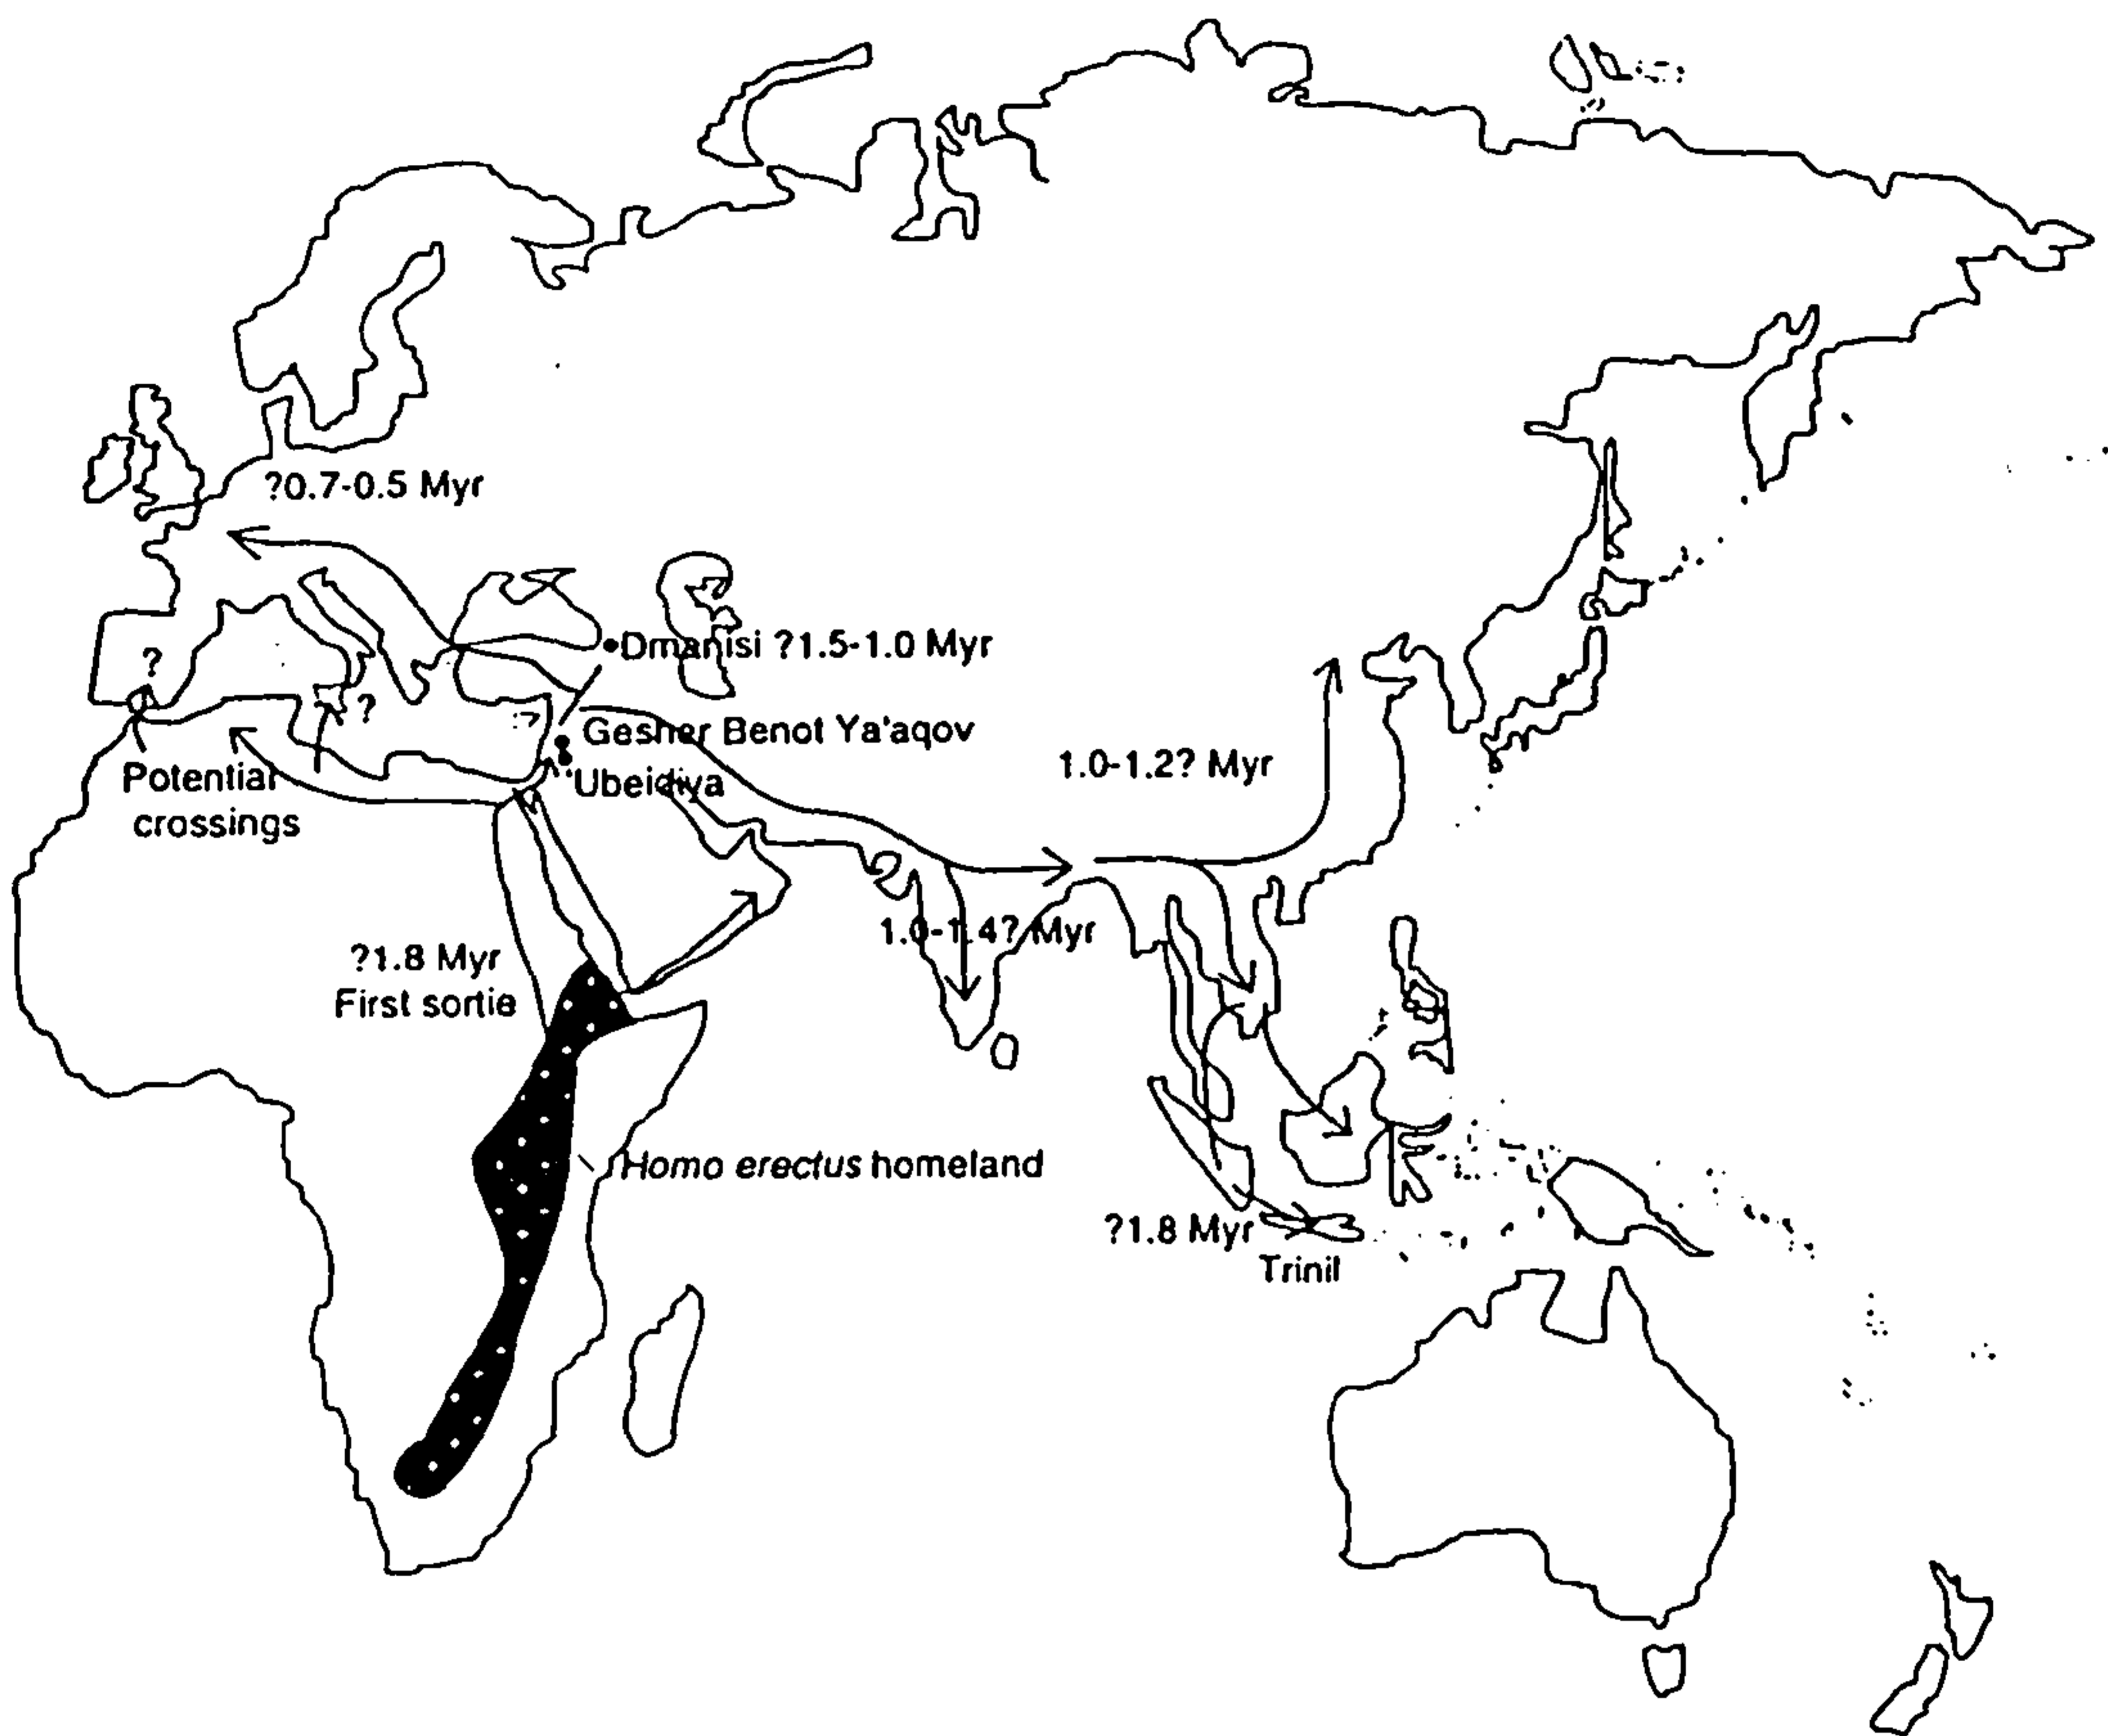 ?0.7-0.5 Myr
Dmanisi ?1.5-1.0 Myr
?
?
?
Gesher Benot Ya'aqov
'Ubeidiya
Potential
crossings
1.0-1.2? Myr
1.0-1.4? Myr
?1.8 Myr
First sortie
Homo erectus homeland
?1.8 Myr
Trinil